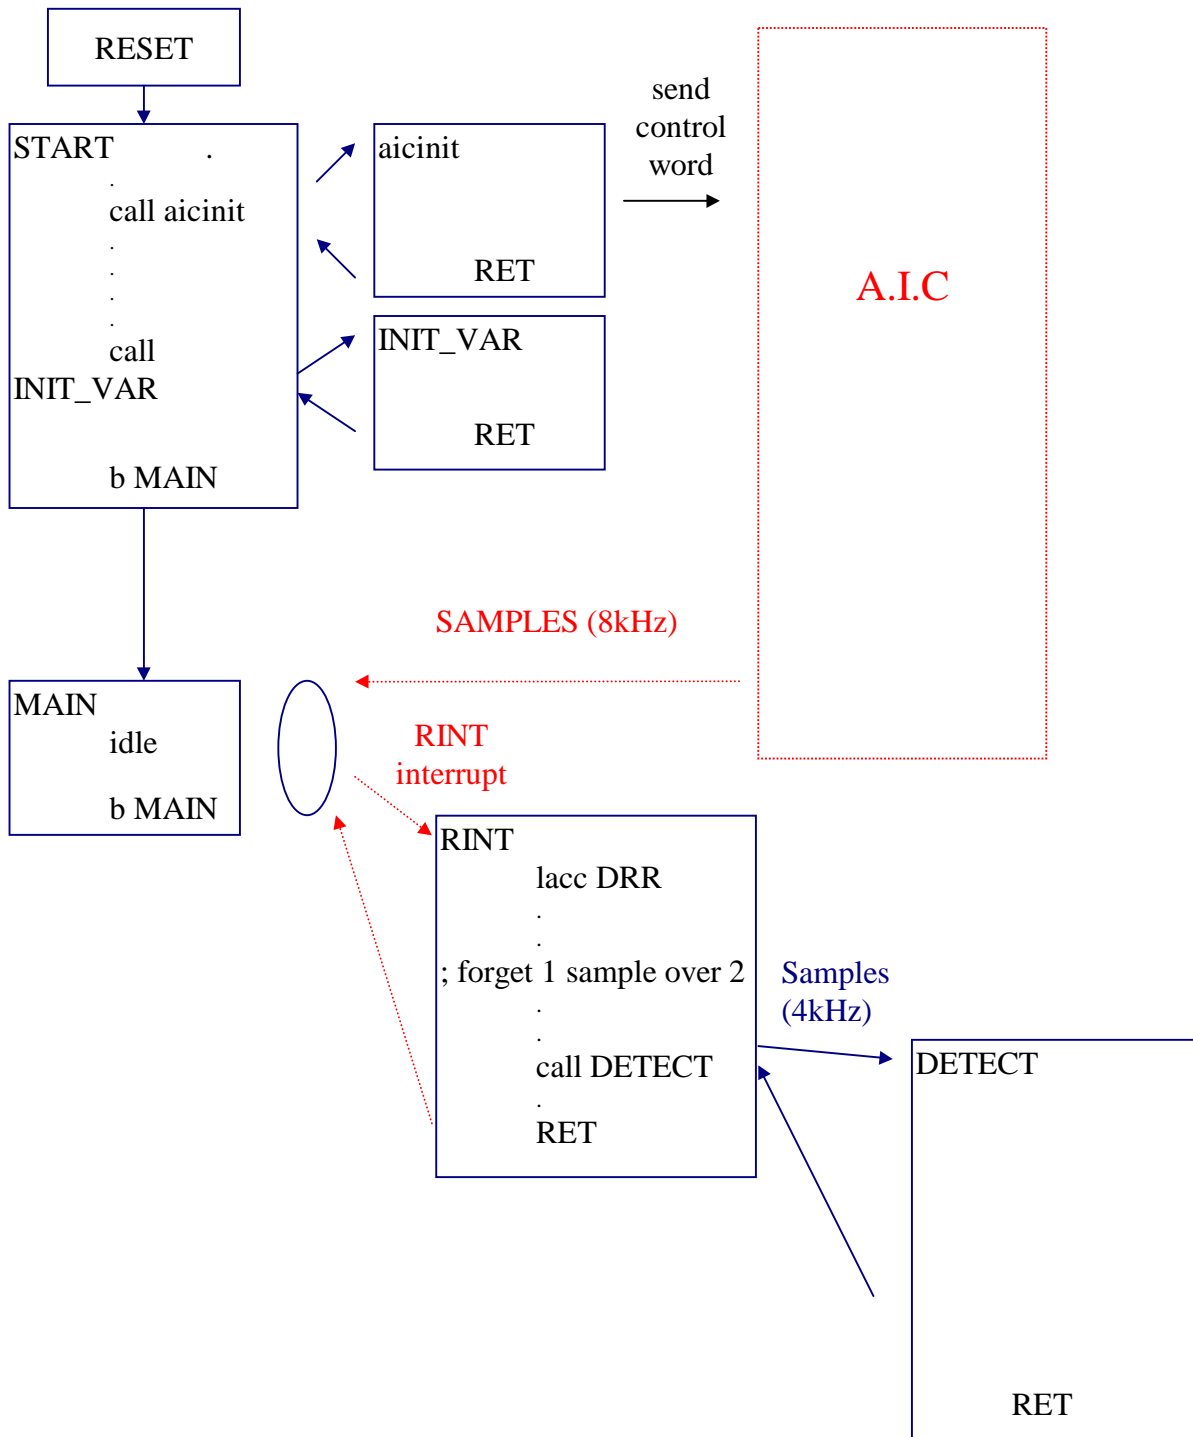 RESET
START .
.
call aicinit
.
.
.
.
call
INIT_VAR
b MAIN
aicinit
RET
INIT_VAR
RET
send
control
word
A.I.C
SAMPLES (8kHz)
MAIN
idle
b MAIN
RINT
interrupt
RINT
lacc DRR
.
.
; forget 1 sample over 2
.
.
call DETECT
.
RET
Samples
(4kHz)
DETECT
RET